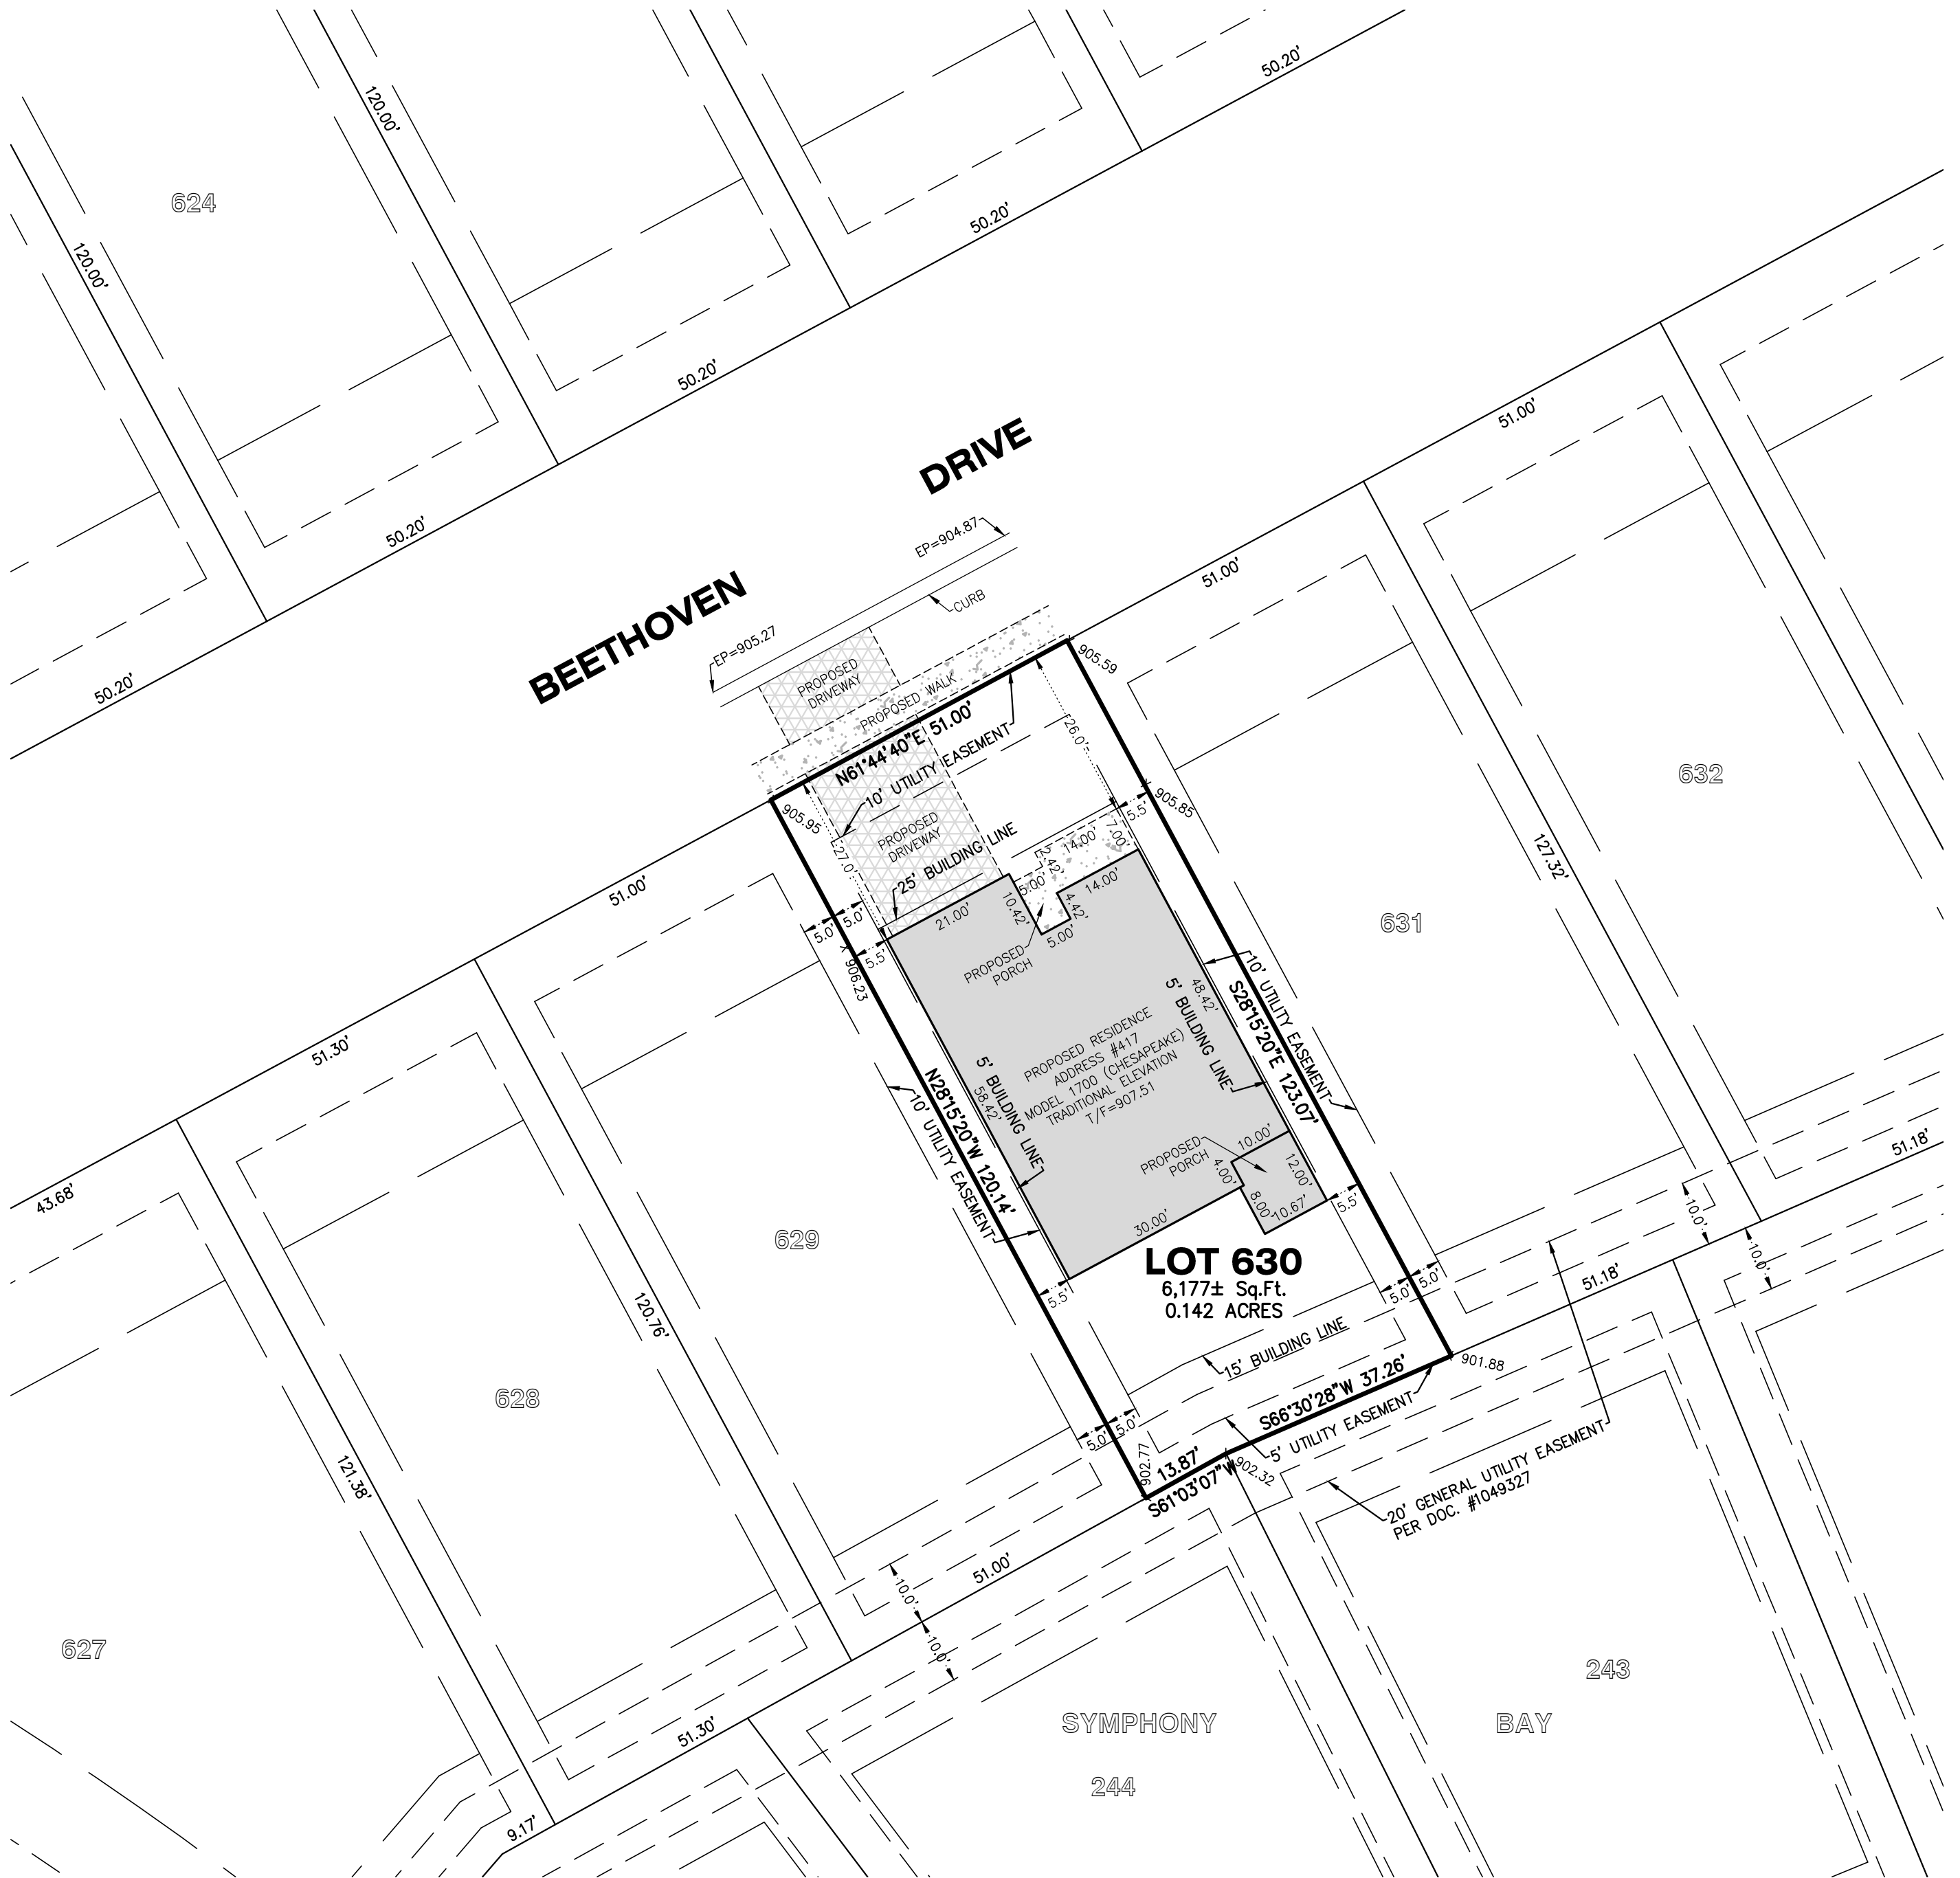 120.00'
120.00'
50.20'
50.20'
50.20'
50.20'
50.20'
624
BEETHOVEN
DRIVE
EP=904.87
EP=905.27
CURB
PROPOSED
DRIVEWAY
PROPOSED WALK
N61°44'40"E 51.00'
10' UTILITY EASEMENT
905.59
905.95
905.85
26.0'
27.0'
PROPOSED
DRIVEWAY
25' BUILDING LINE
5.5'
7.00'
14.00'
2.42'
5.00'
14.00'
4.42'
10.42'
5.00'
21.00'
5.0'
5.0'
5.5'
X 906.23
PROPOSED
PORCH
48.42'
5' BUILDING LINE
10' UTILITY EASEMENT
S28°15'20"E 123.07'
PROPOSED RESIDENCE
ADDRESS #417
MODEL 1700 (CHESAPEAKE)
TRADITIONAL ELEVATION
T/F=907.51
5' BUILDING LINE
58.42'
N28°15'20"W 120.14'
10' UTILITY EASEMENT
PROPOSED
PORCH
10.00'
4.00'
12.00'
8.00'
10.67'
30.00'
5.5'
5.5'
LOT 630
6,177± Sq.Ft.
0.142 ACRES
5.0'
5.0'
15' BUILDING LINE
901.88
S66°30'28"W 37.26'
5' UTILITY EASEMENT
5.0'
5.0'
902.77
13.87'
S61°03'07"W
902.32
20' GENERAL UTILITY EASEMENT
PER DOC. #1049327
51.00'
51.00'
51.00'
51.30'
43.68'
632
631
127.32'
51.18'
51.18'
10.0'
10.0'
629
628
627
120.76'
121.38'
51.00'
10.0'
10.0'
51.30'
9.17'
SYMPHONY
BAY
243
244